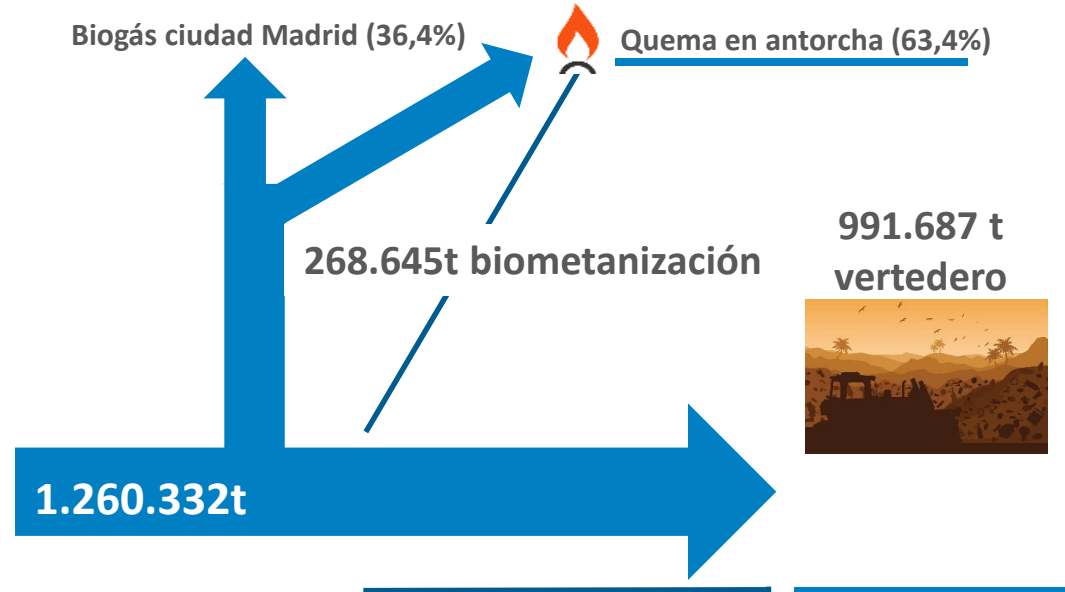 Biogás ciudad Madrid (36,4%)
Quema en antorcha (63,4%)
268.645t biometanización
991.687 t
vertedero
1.260.332t